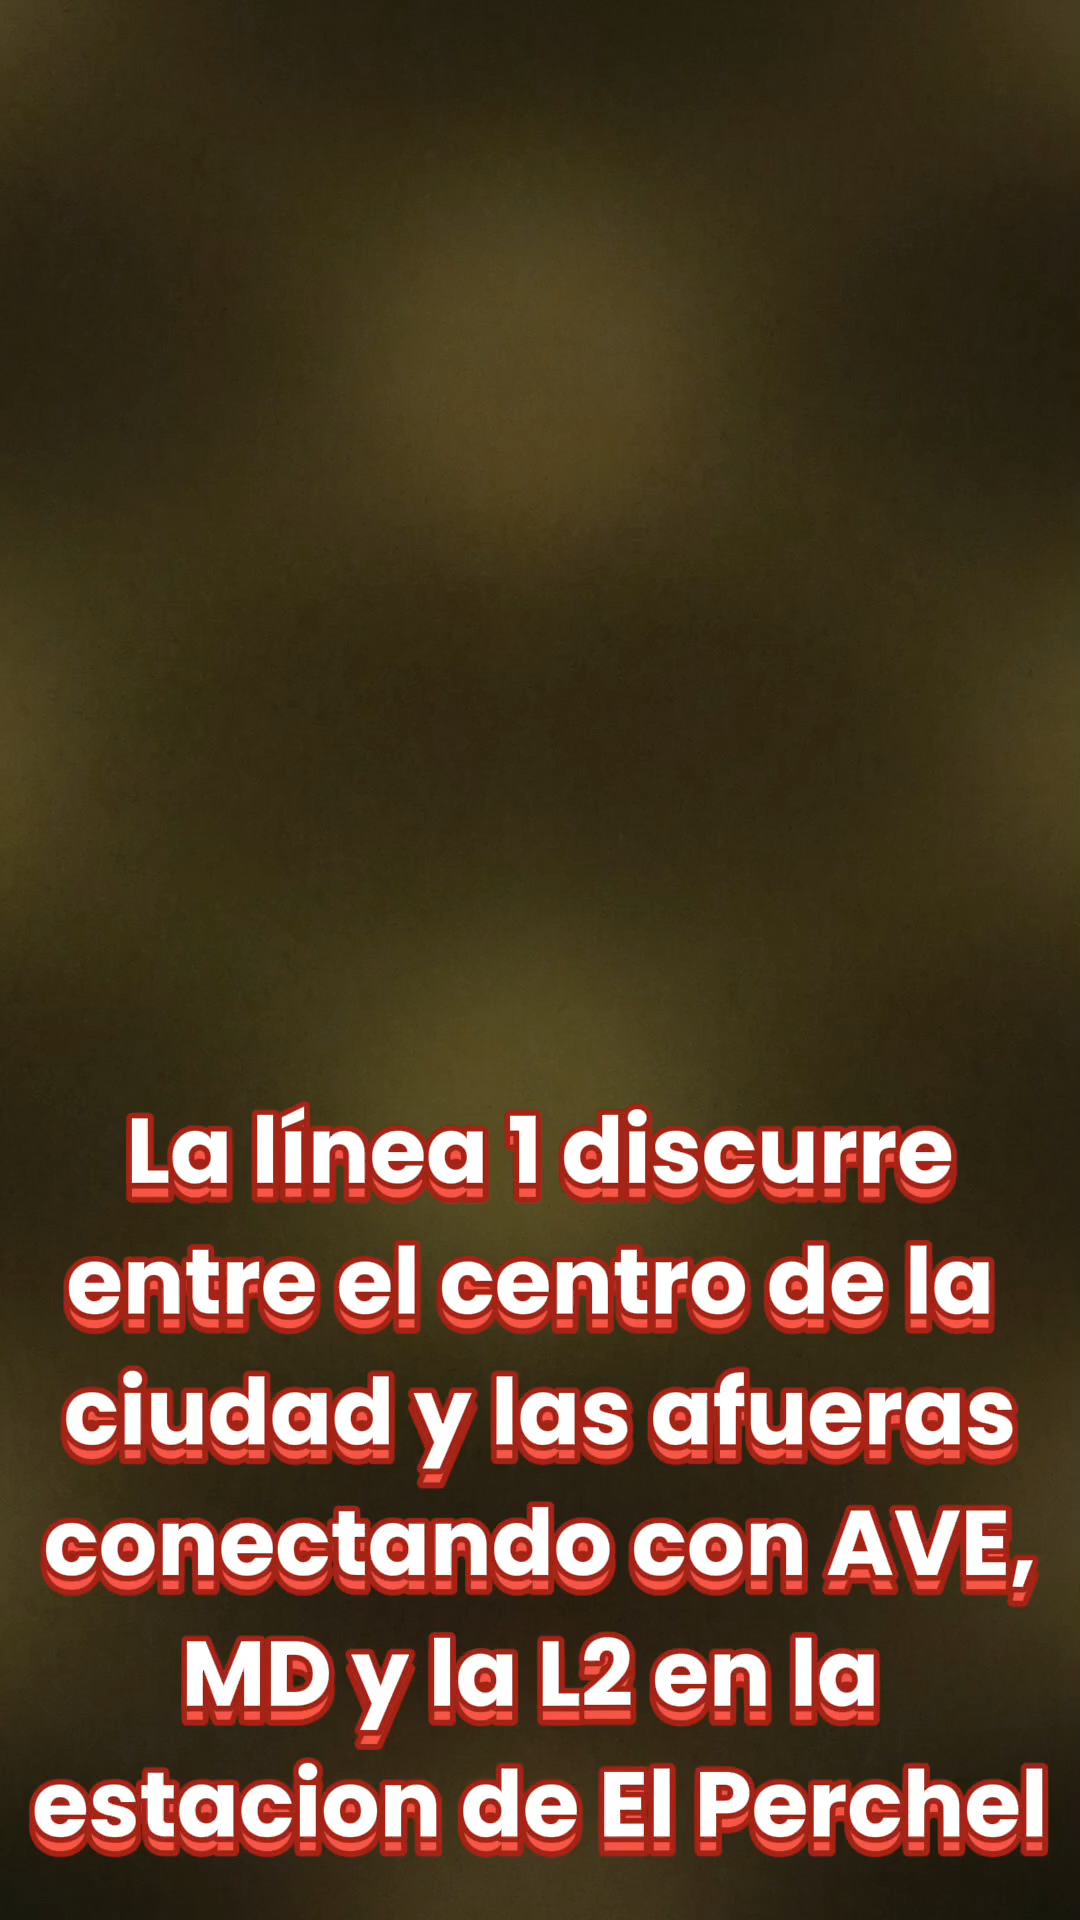 La línea 1 discurre
entre el centro de la
ciudad y las afueras
conectando con AVE,
MD y la L2 en la
estacion de El Perchel